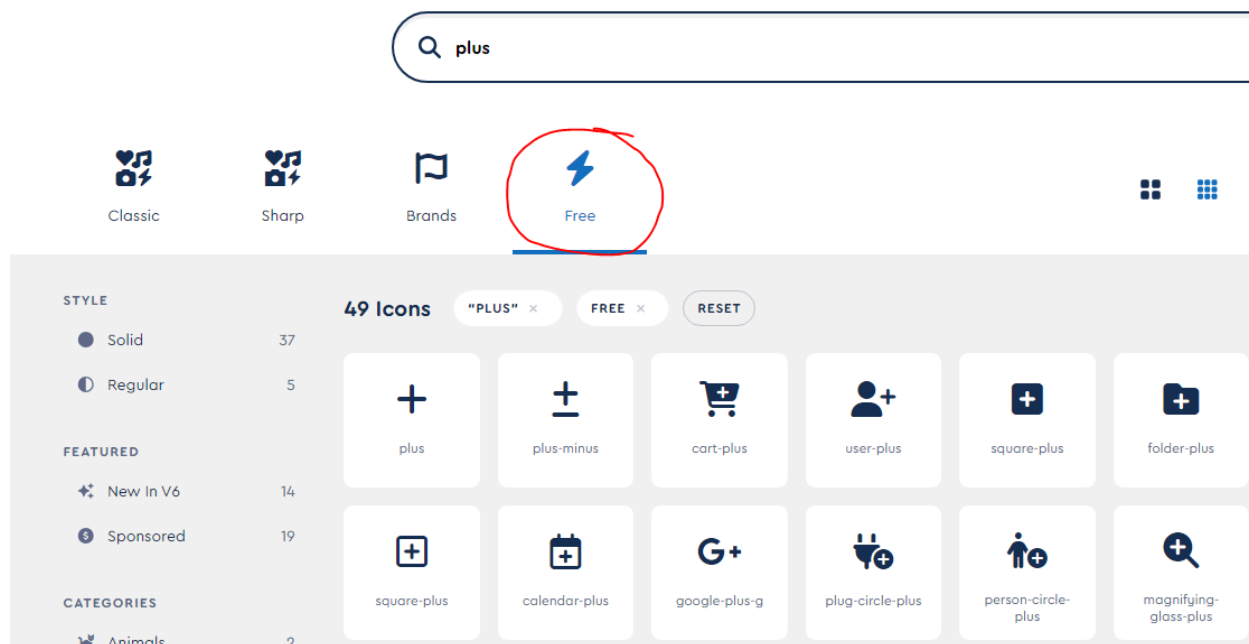 plus
Classic
Sharp
Brands
Free
STYLE
Solid 37
Regular 5
FEATURED
New In V6 14
Sponsored 19
CATEGORIES
Animals 2
49 Icons "PLUS" × FREE × RESET
plus
plus-minus
cart-plus
user-plus
square-plus
folder-plus
square-plus
calendar-plus
G+
google-plus-g
plug-circle-plus
person-circle-
plus
magnifying-
glass-plus